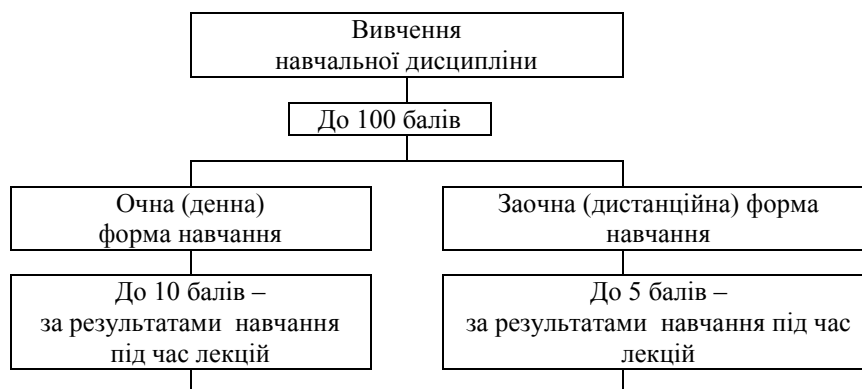 Вивчення
навчальної дисципліни
До 100 балів
Очна (денна)
форма навчання
Заочна (дистанційна) форма
навчання
До 10 балів –
за результатами навчання
під час лекцій
До 5 балів –
за результатами навчання під час
лекцій